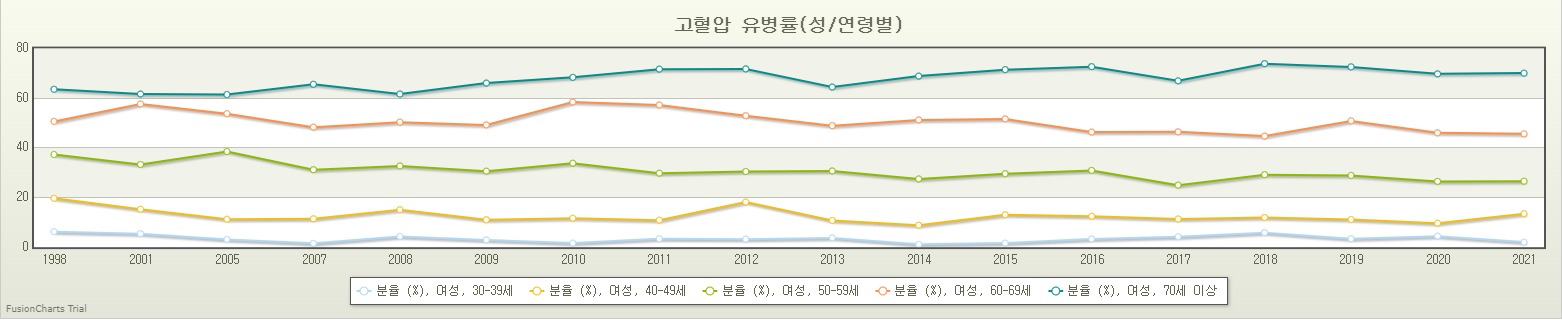 고혈압 유병률(성/연령별)
80
60
40
20
0
1998 2001 2005 2007 2008 2009 2010 2011 2012 2013 2014 2015 2016 2017 2018 2019 2020 2021
분율 (%), 여성, 30-39세 분율 (%), 여성, 40-49세 분율 (%), 여성, 50-59세 분율 (%), 여성, 60-69세 분율 (%), 여성, 70세 이상
FusionCharts Trial